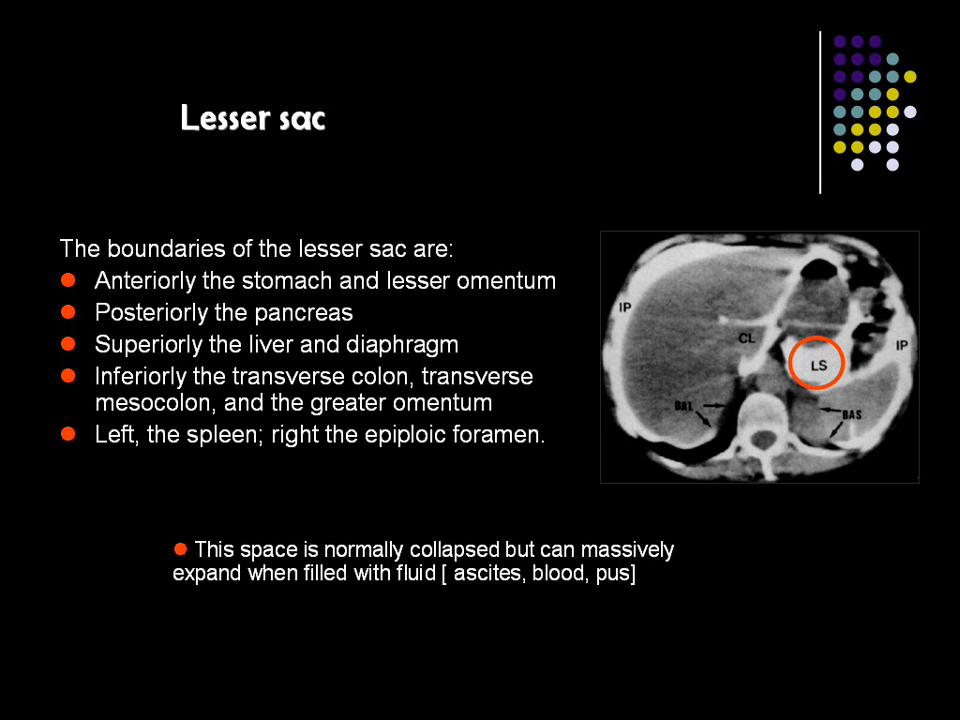 Lesser sac
The boundaries of the lesser sac are:
Anteriorly the stomach and lesser omentum
Posteriorly the pancreas
Superiorly the liver and diaphragm
Inferiorly the transverse colon, transverse
mesocolon, and the greater omentum
Left, the spleen; right the epiploic foramen.
IP
CL
IP
LS
BAL
BAS
This space is normally collapsed but can massively
expand when filled with fluid [ ascites, blood, pus]